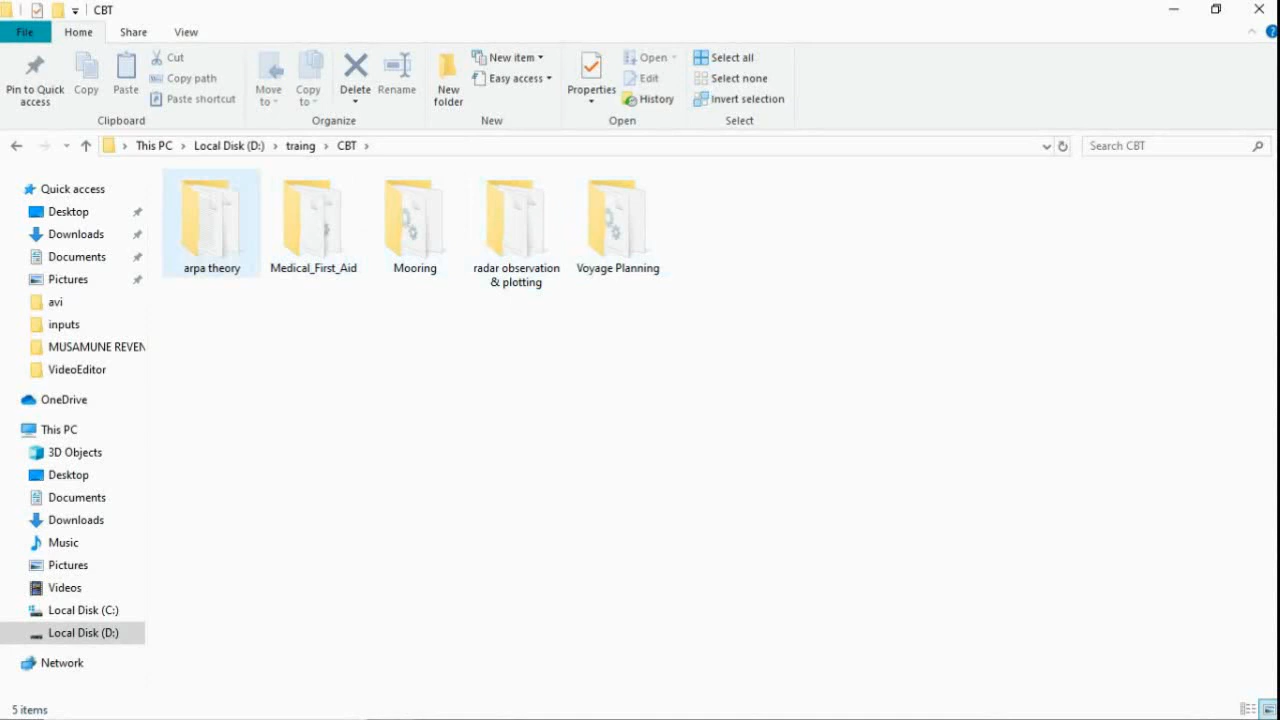 CBT
File Home Share View
Pin to Quick access
Copy
Paste
Cut
Copy path
Paste shortcut
Clipboard
Move to
Copy to
Delete
Rename
Organize
New folder
New item
Easy access
New
Properties
Open
Edit
History
Open
Select all
Select none
Invert selection
Select
This PC Local Disk (D:) traing CBT
Search CBT
Quick access
Desktop
Downloads
Documents
Pictures
avi
inputs
MUSAMUNE REVEN
VideoEditor
OneDrive
This PC
3D Objects
Desktop
Documents
Downloads
Music
Pictures
Videos
Local Disk (C:)
Local Disk (D:)
Network
arpa theory
Medical_First_Aid
Mooring
radar observation
& plotting
Voyage Planning
5 items